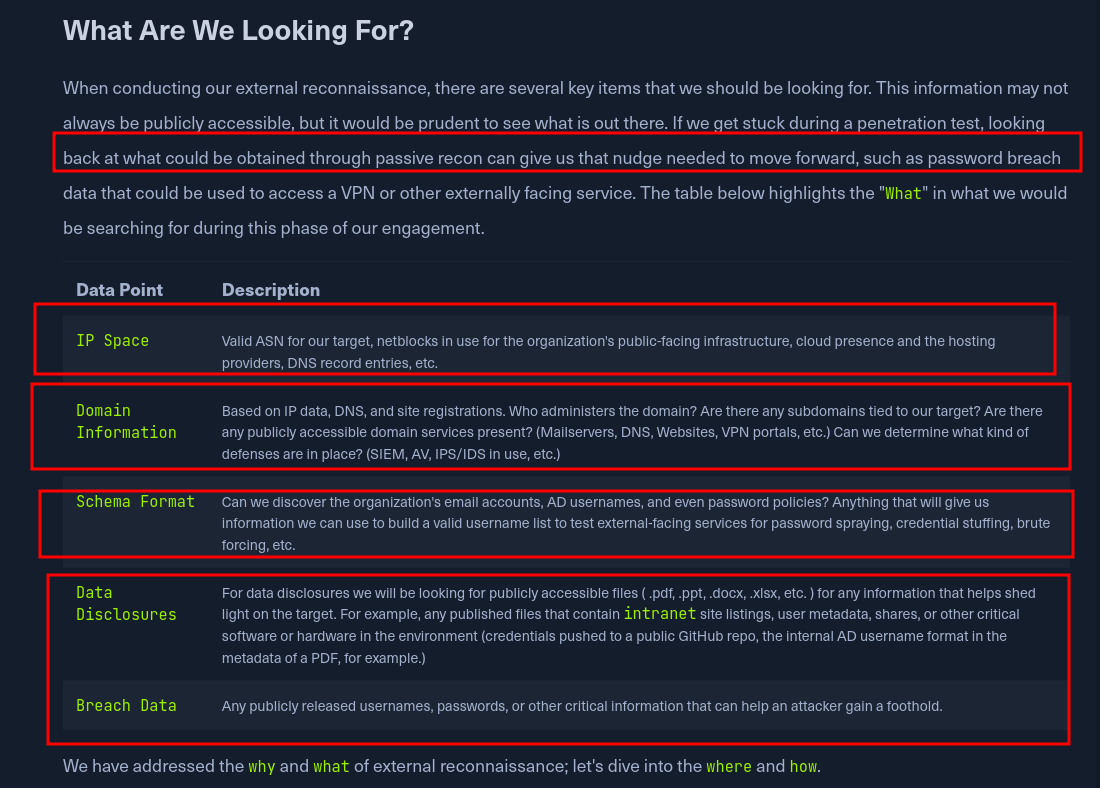 What Are We Looking For?
When conducting our external reconnaissance, there are several key items that we should be looking for. This information may not
always be publicly accessible, but it would be prudent to see what is out there. If we get stuck during a penetration test, looking
back at what could be obtained through passive recon can give us that nudge needed to move forward, such as password breach
data that could be used to access a VPN or other externally facing service. The table below highlights the "What" in what we would
be searching for during this phase of our engagement.
Data Point Description
IP Space Valid ASN for our target, netblocks in use for the organization's public-facing infrastructure, cloud presence and the hosting
providers, DNS record entries, etc.
Domain Based on IP data, DNS, and site registrations. Who administers the domain? Are there any subdomains tied to our target? Are there
Information any publicly accessible domain services present? (Mailservers, DNS, Websites, VPN portals, etc.) Can we determine what kind of
defenses are in place? (SIEM, AV, IPS/IDS in use, etc.)
Schema Format Can we discover the organization's email accounts, AD usernames, and even password policies? Anything that will give us
information we can use to build a valid username list to test external-facing services for password spraying, credential stuffing, brute
forcing, etc.
Data For data disclosures we will be looking for publicly accessible files ( .pdf, .ppt, .docx, .xlsx, etc. ) for any information that helps shed
Disclosures light on the target. For example, any published files that contain intranet site listings, user metadata, shares, or other critical
software or hardware in the environment (credentials pushed to a public GitHub repo, the internal AD username format in the
metadata of a PDF, for example.)
Breach Data Any publicly released usernames, passwords, or other critical information that can help an attacker gain a foothold.
We have addressed the why and what of external reconnaissance; let's dive into the where and how.